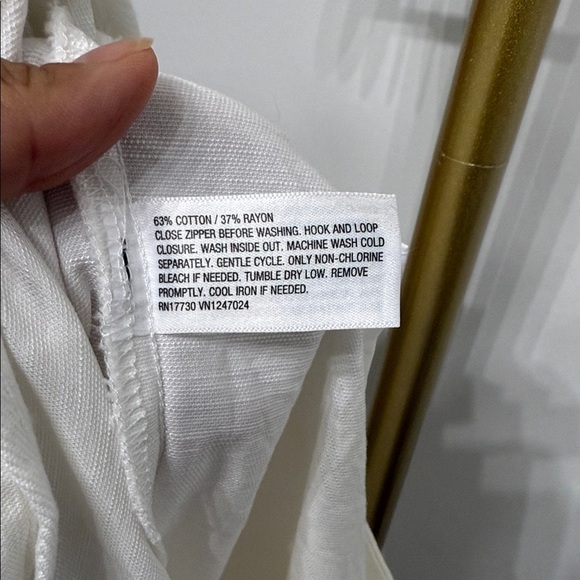 63% COTTON / 37% RAYON
CLOSE ZIPPER BEFORE WASHING. HOOK AND LOOP
CLOSURE. WASH INSIDE OUT. MACHINE WASH COLD
SEPARATELY. GENTLE CYCLE. ONLY NON-CHLORINE
BLEACH IF NEEDED. TUMBLE DRY LOW. REMOVE
PROMPTLY. COOL IRON IF NEEDED.
RN17730 VN1247024